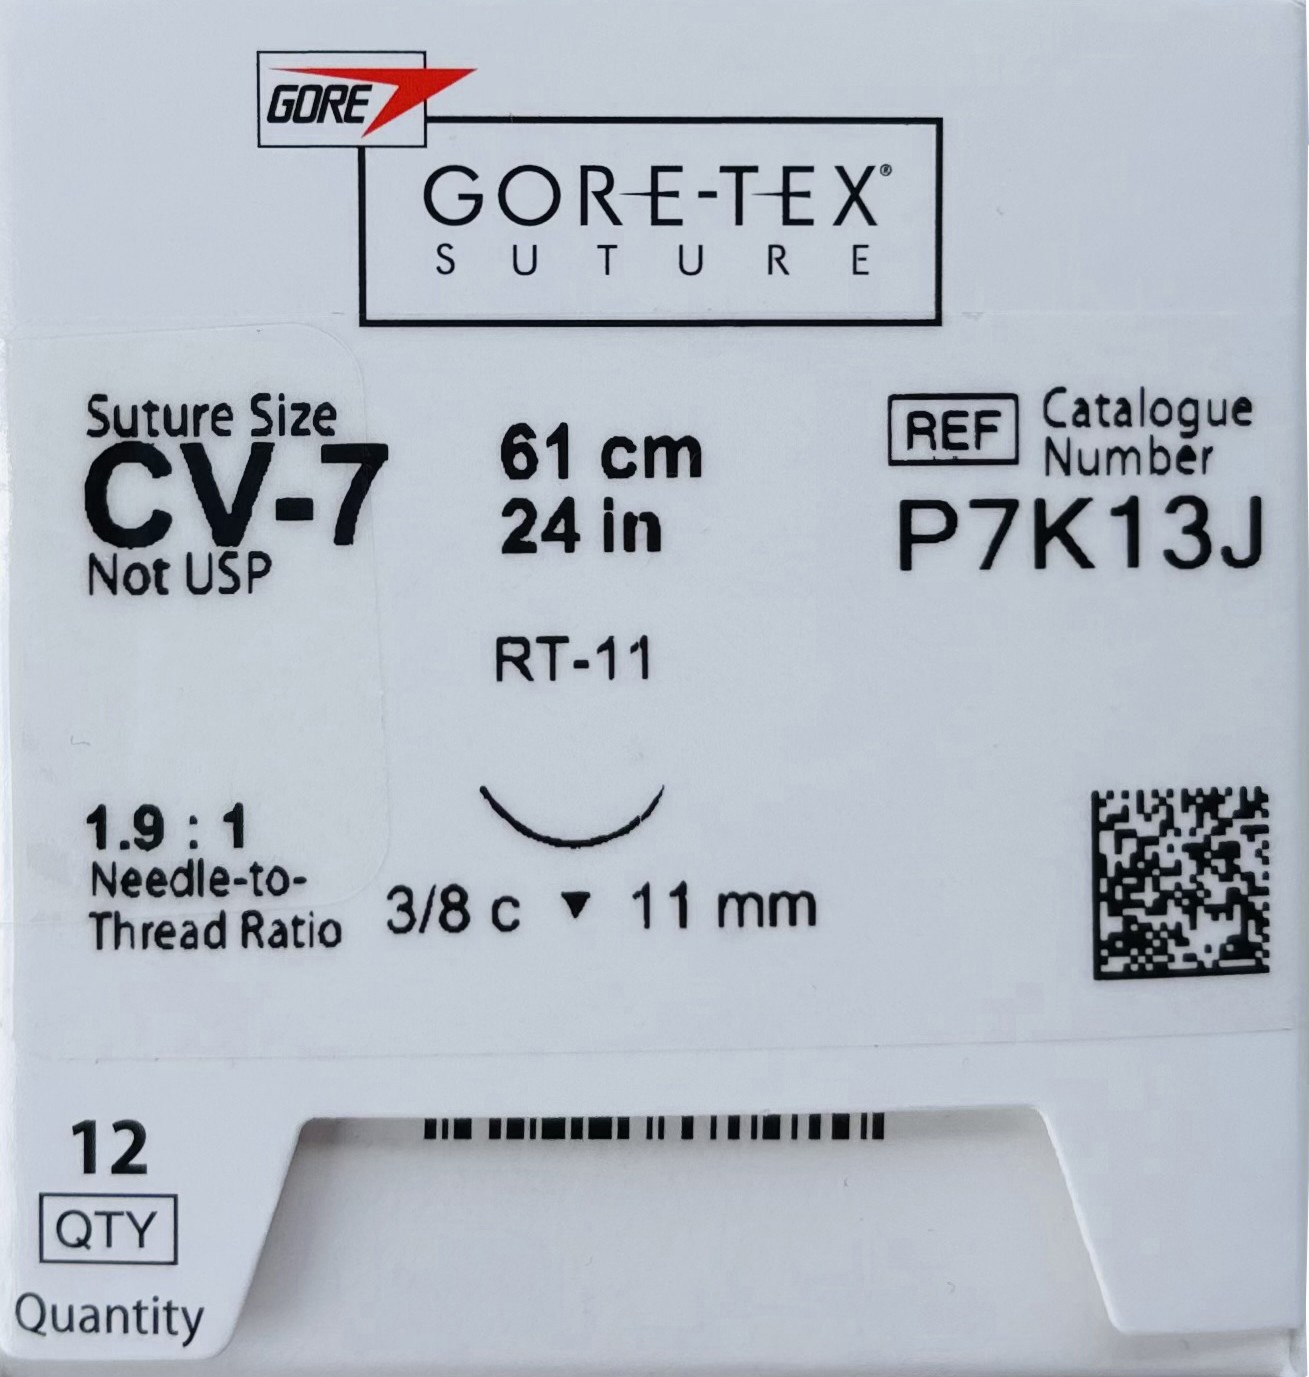 GORE
GORE-TEX®
SUTURE
Suture Size
CV-7
Not USP
61 cm
24 in
REF
Catalogue
Number
P7K13J
RT-11
1.9 : 1
Needle-to-
Thread Ratio
3/8 c ▼ 11 mm
12
QTY
Quantity